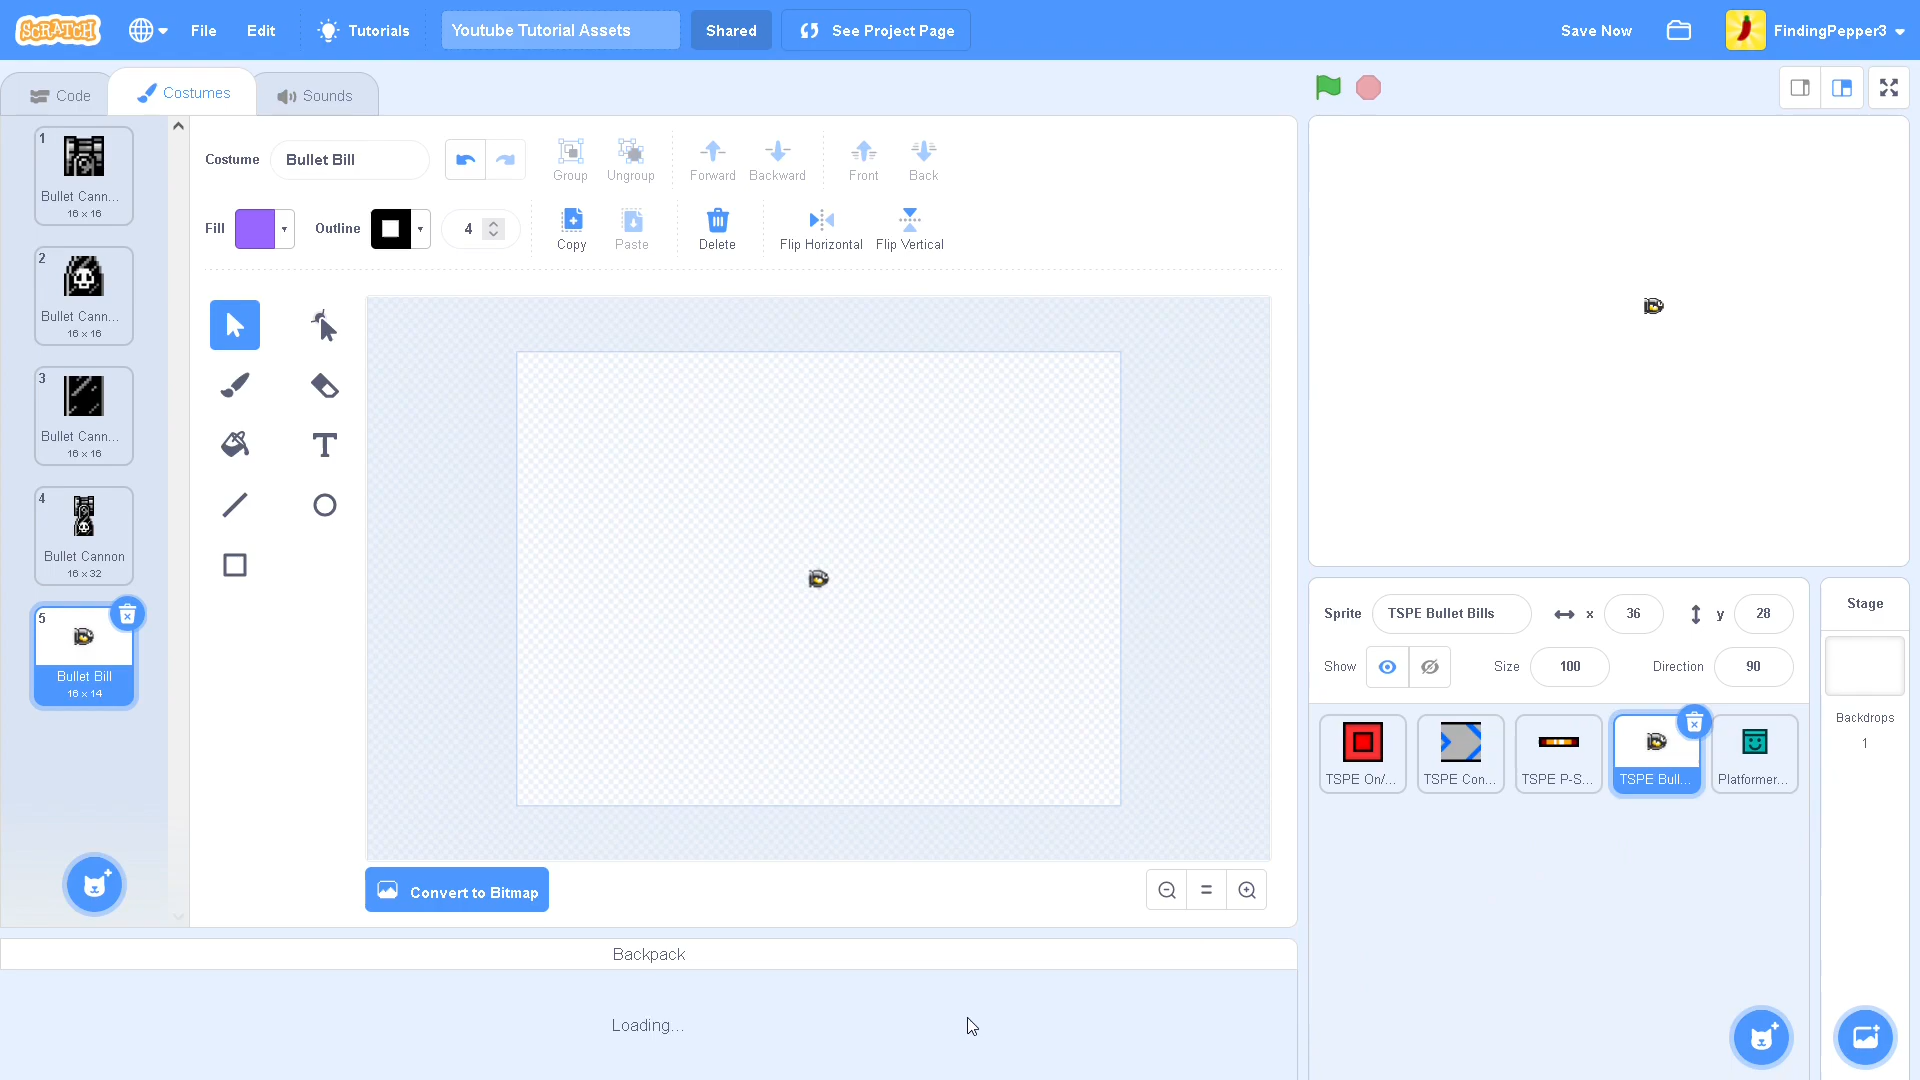 SCRATCH File Edit Tutorials Youtube Tutorial Assets Shared See Project Page Save Now FindingPepper3
Code Costumes Sounds
1
Bullet Cann...
16 x 16
2
Bullet Cann...
16 x 16
3
Bullet Cann...
16 x 16
4
Bullet Cannon
16 x 32
5
Bullet Bill
16 x 14
Costume Bullet Bill
Group Ungroup Forward Backward Front Back
Fill Outline 4
Copy Paste Delete Flip Horizontal Flip Vertical
T
Convert to Bitmap
Backpack
Loading...
Sprite TSPE Bullet Bills x 36 y 28
Show Size 100 Direction 90
TSPE On/... TSPE Con... TSPE P-S... TSPE Bull... Platformer...
Stage
Backdrops
1